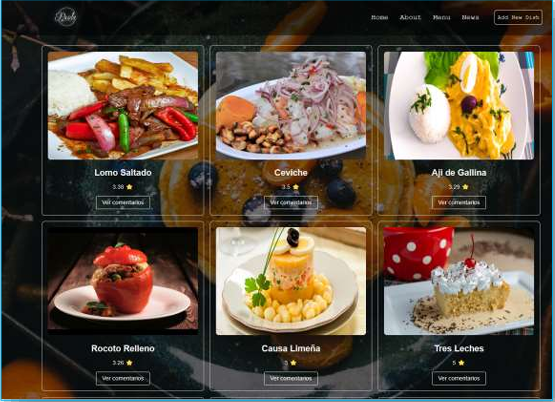 Home About Menu News Add New Dish
Lomo Saltado Ceviche Aji de Gallina
3.38 3.5 3.29
Ver comentarios Ver comentarios Ver comentarios
Rocoto Relleno Causa Limeña Tres Leches
3.26 5 5
Ver comentarios Ver comentarios Ver comentarios